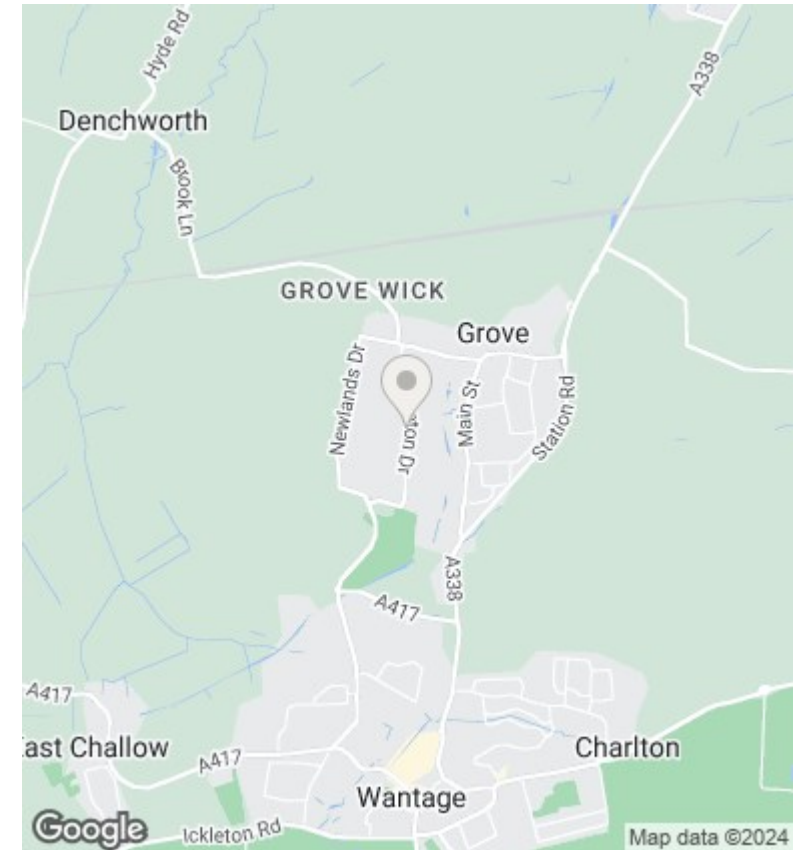 Hyde Rd
A338
Denchworth
Brook Ln
GROVE WICK
Grove
Newlands Dr
Main St
Station Rd
Dr
A338
A417
A417
East Challow
A417
Charlton
Wantage
Ickleton Rd
Google
Map data ©2024